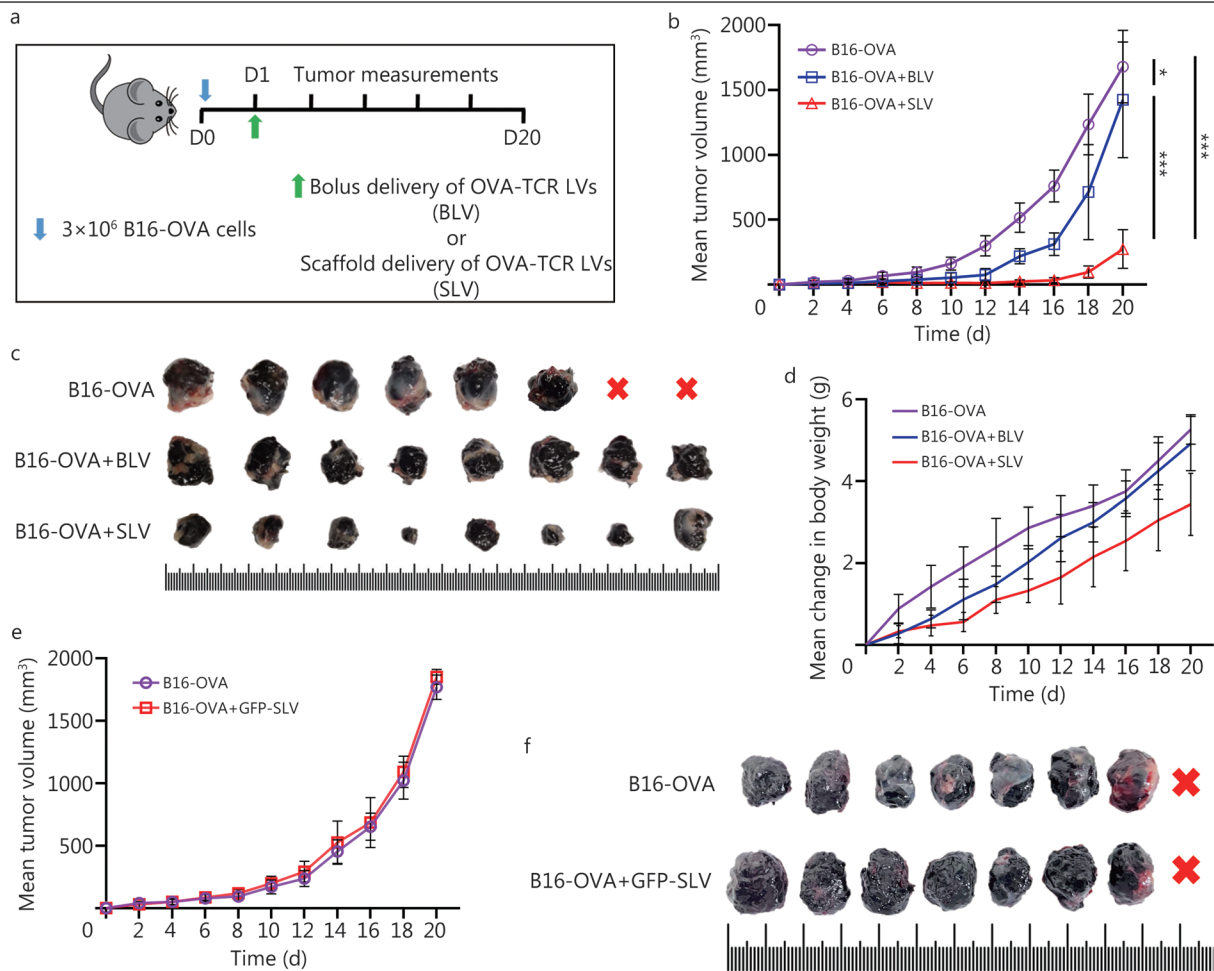 a
D1 Tumor measurements
D0 D20
Bolus delivery of OVA-TCR LVs
(BLV)
or
3×10⁶ B16-OVA cells
Scaffold delivery of OVA-TCR LVs
(SLV)
b
Mean tumor volume (mm³)
2000
1500
1000
500
0 2 4 6 8 10 12 14 16 18 20
Time (d)
B16-OVA
B16-OVA+BLV
B16-OVA+SLV
*
***
***
c
B16-OVA
B16-OVA+BLV
B16-OVA+SLV
d
Mean change in body weight (g)
6
4
2
0 2 4 6 8 10 12 14 16 18 20
Time (d)
B16-OVA
B16-OVA+BLV
B16-OVA+SLV
e
Mean tumor volume (mm³)
2000
1500
1000
500
0 2 4 6 8 10 12 14 16 18 20
Time (d)
B16-OVA
B16-OVA+GFP-SLV
f
B16-OVA
B16-OVA+GFP-SLV